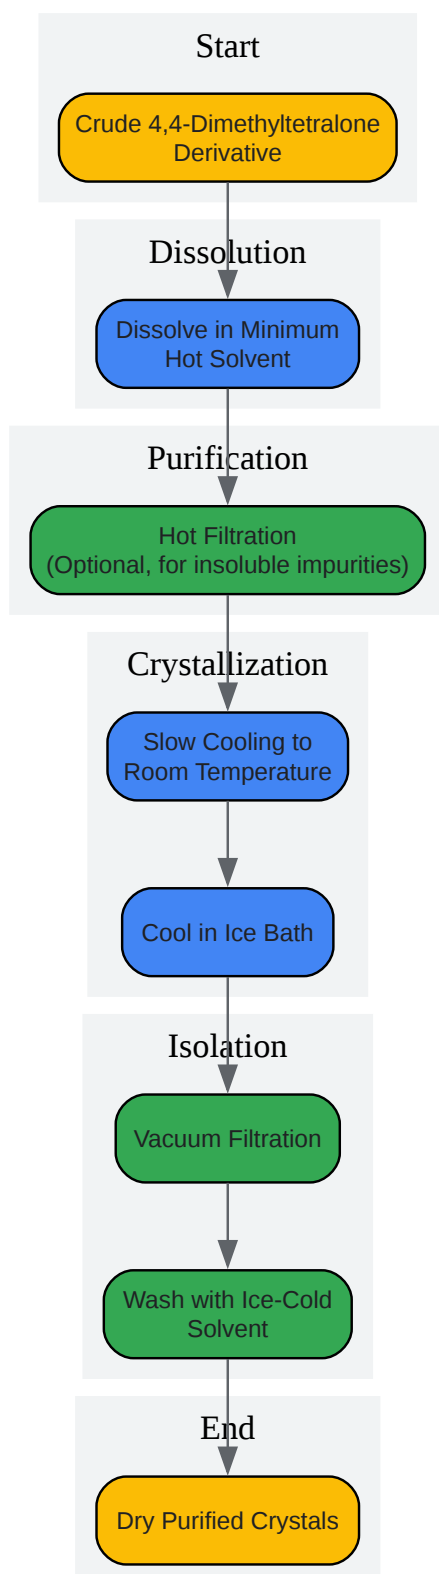 Start
Crude 4,4-Dimethyltetralone
Derivative
Dissolution
Dissolve in Minimum
Hot Solvent
Purification
Hot Filtration
(Optional, for insoluble impurities)
Crystallization
Slow Cooling to
Room Temperature
Cool in Ice Bath
Isolation
Vacuum Filtration
Wash with Ice-Cold
Solvent
End
Dry Purified Crystals